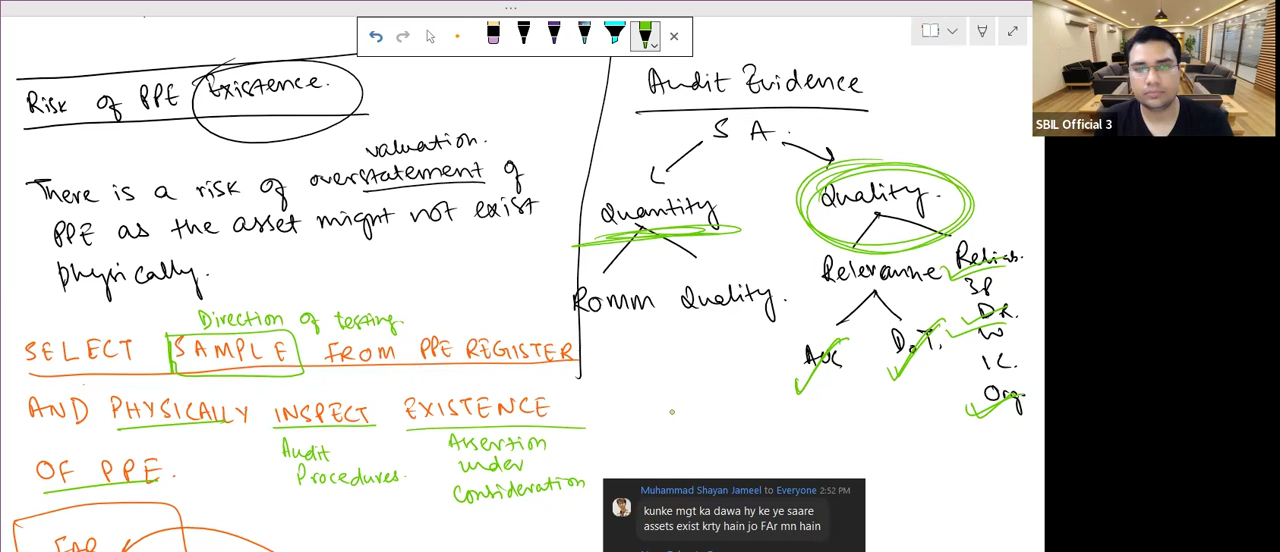 Risk of PPE Existence.
valuation.
There is a risk of overstatement of
PPE as the asset might not exist
physically.
Direction of testing.
SELECT SAMPLE FROM PPE REGISTER
AND PHYSICALLY INSPECT EXISTENCE
OF PPE.
Audit
Procedures.
Assertion
under
Consideration
FAR
Audit Evidence
S A.
Quantity
Quality.
ROMM Quality.
Relevance
Reliab.
3P
DR.
W
IC.
Org
D.T.
SBIL Official 3
Muhammad Shayan Jameel to Everyone 2:52 PM
kunke mgt ka dawa hy ke ye saare
assets exist krty hain jo FAr mn hain